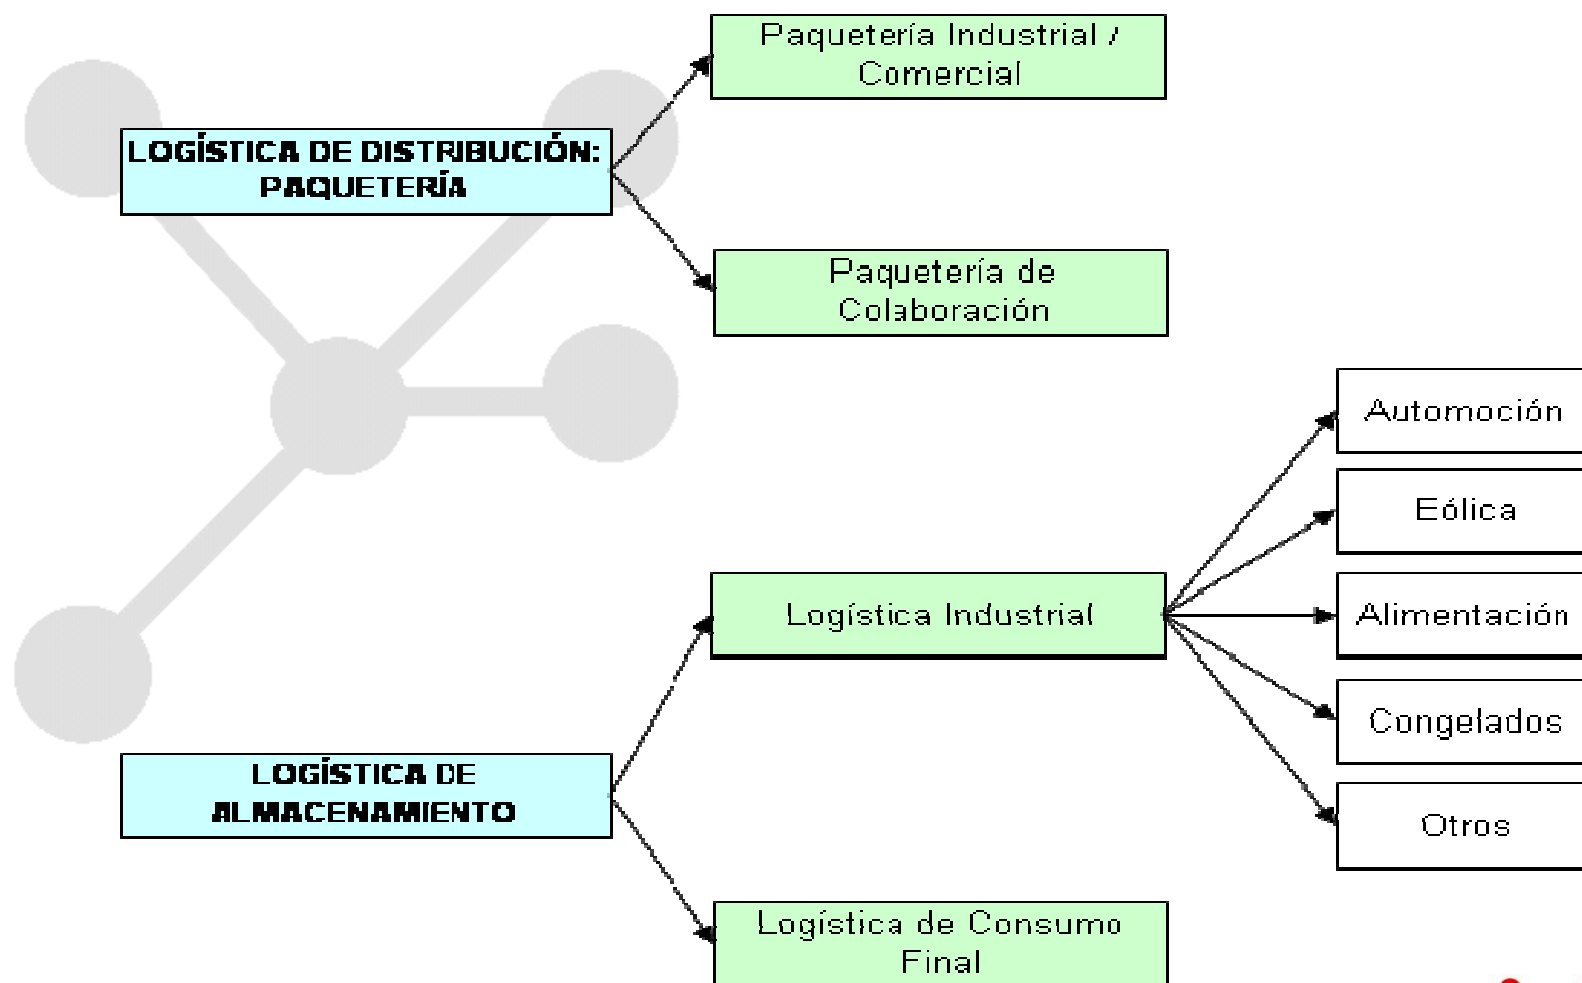 Paquetería Industrial /
Comercial
LOGÍSTICA DE DISTRIBUCIÓN:
PAQUETERÍA
Paquetería de
Colaboración
Automoción
Eólica
Logística Industrial
Alimentación
Congelados
LOGÍSTICA DE
ALMACENAMIENTO
Otros
Logística de Consumo
Final